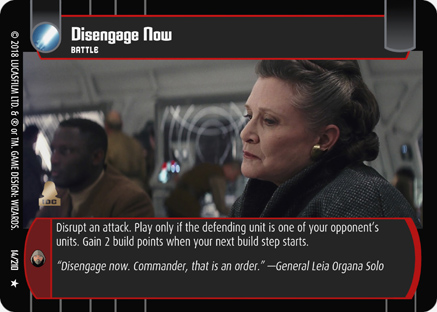 Disengage Now
BATTLE
© 2018 LUCASFILM LTD. & ® or TM. GAME DESIGN: WIZARDS.
14/210
Disrupt an attack. Play only if the defending unit is one of your opponent's
units. Gain 2 build points when your next build step starts.
"Disengage now. Commander, that is an order." —General Leia Organa Solo